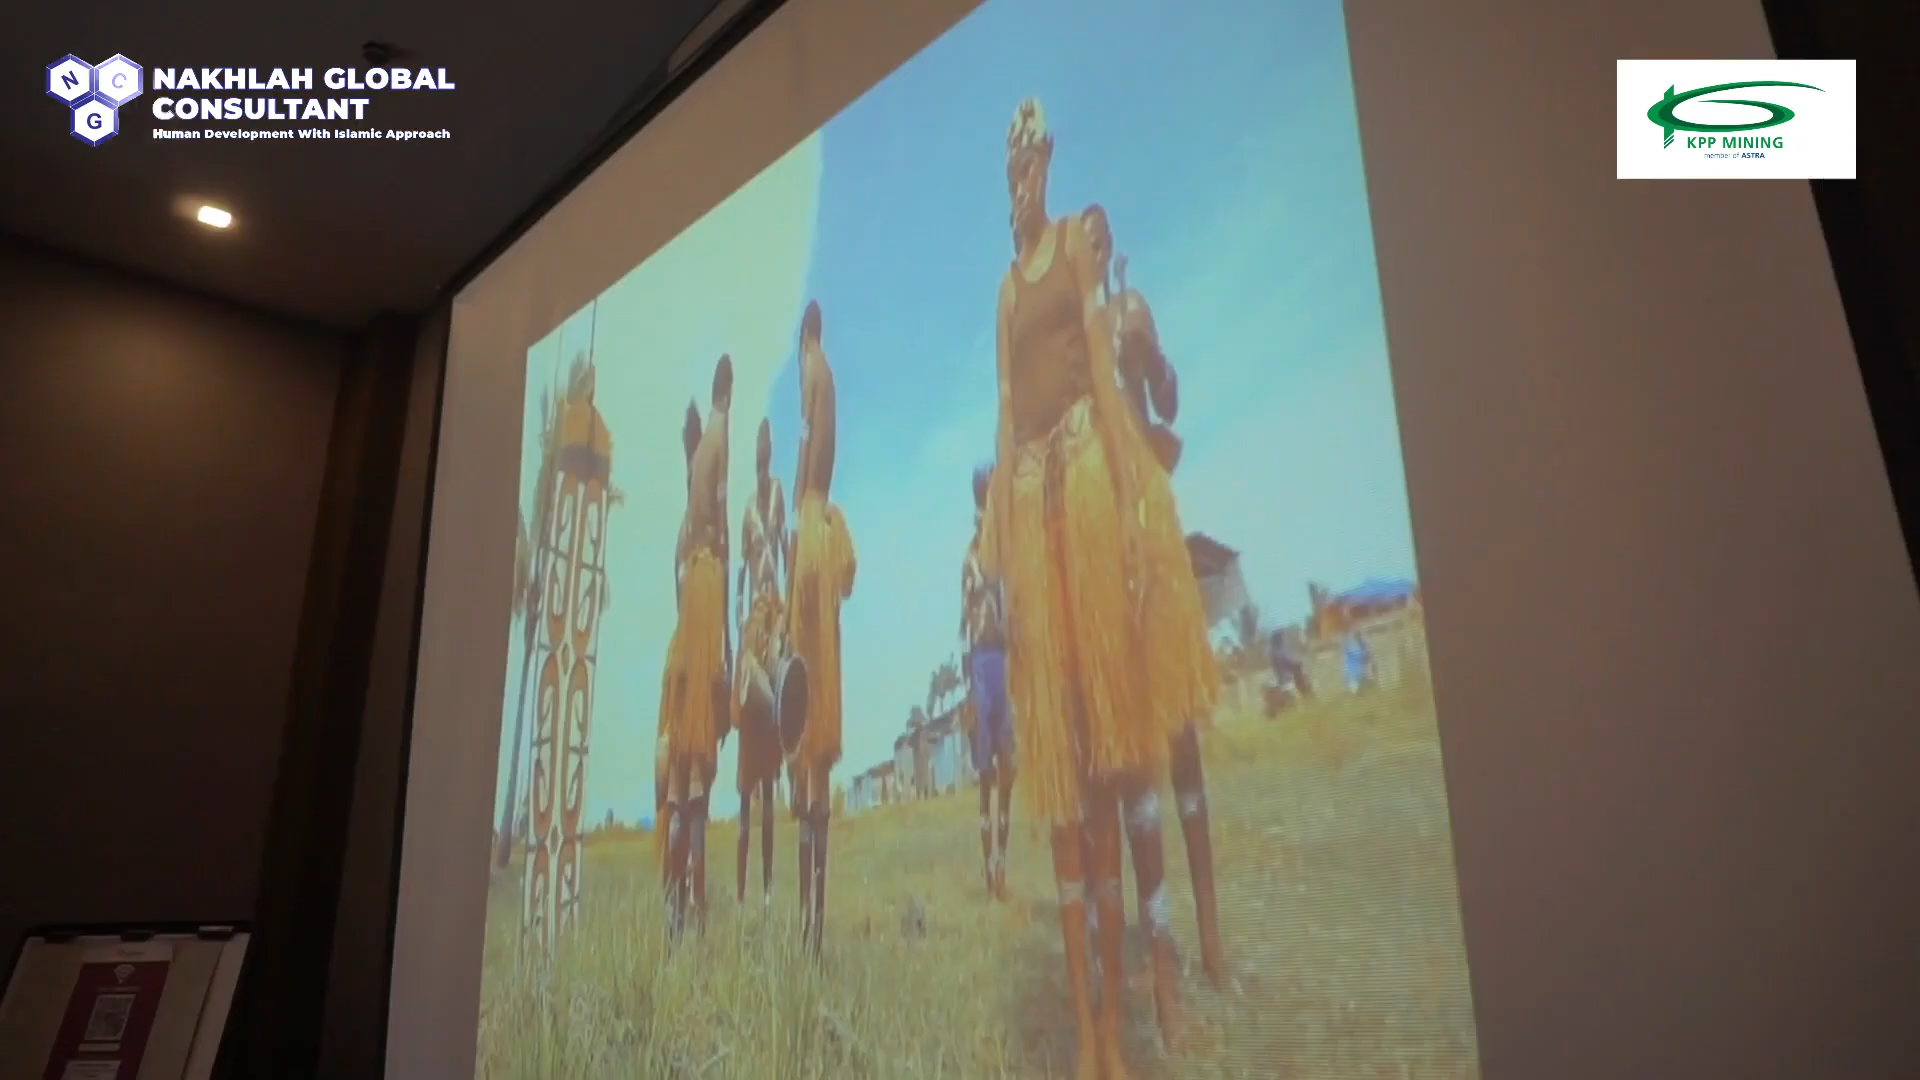 N C
G
NAKHLAH GLOBAL
CONSULTANT
Human Development With Islamic Approach
KPP MINING
member of ASTRA